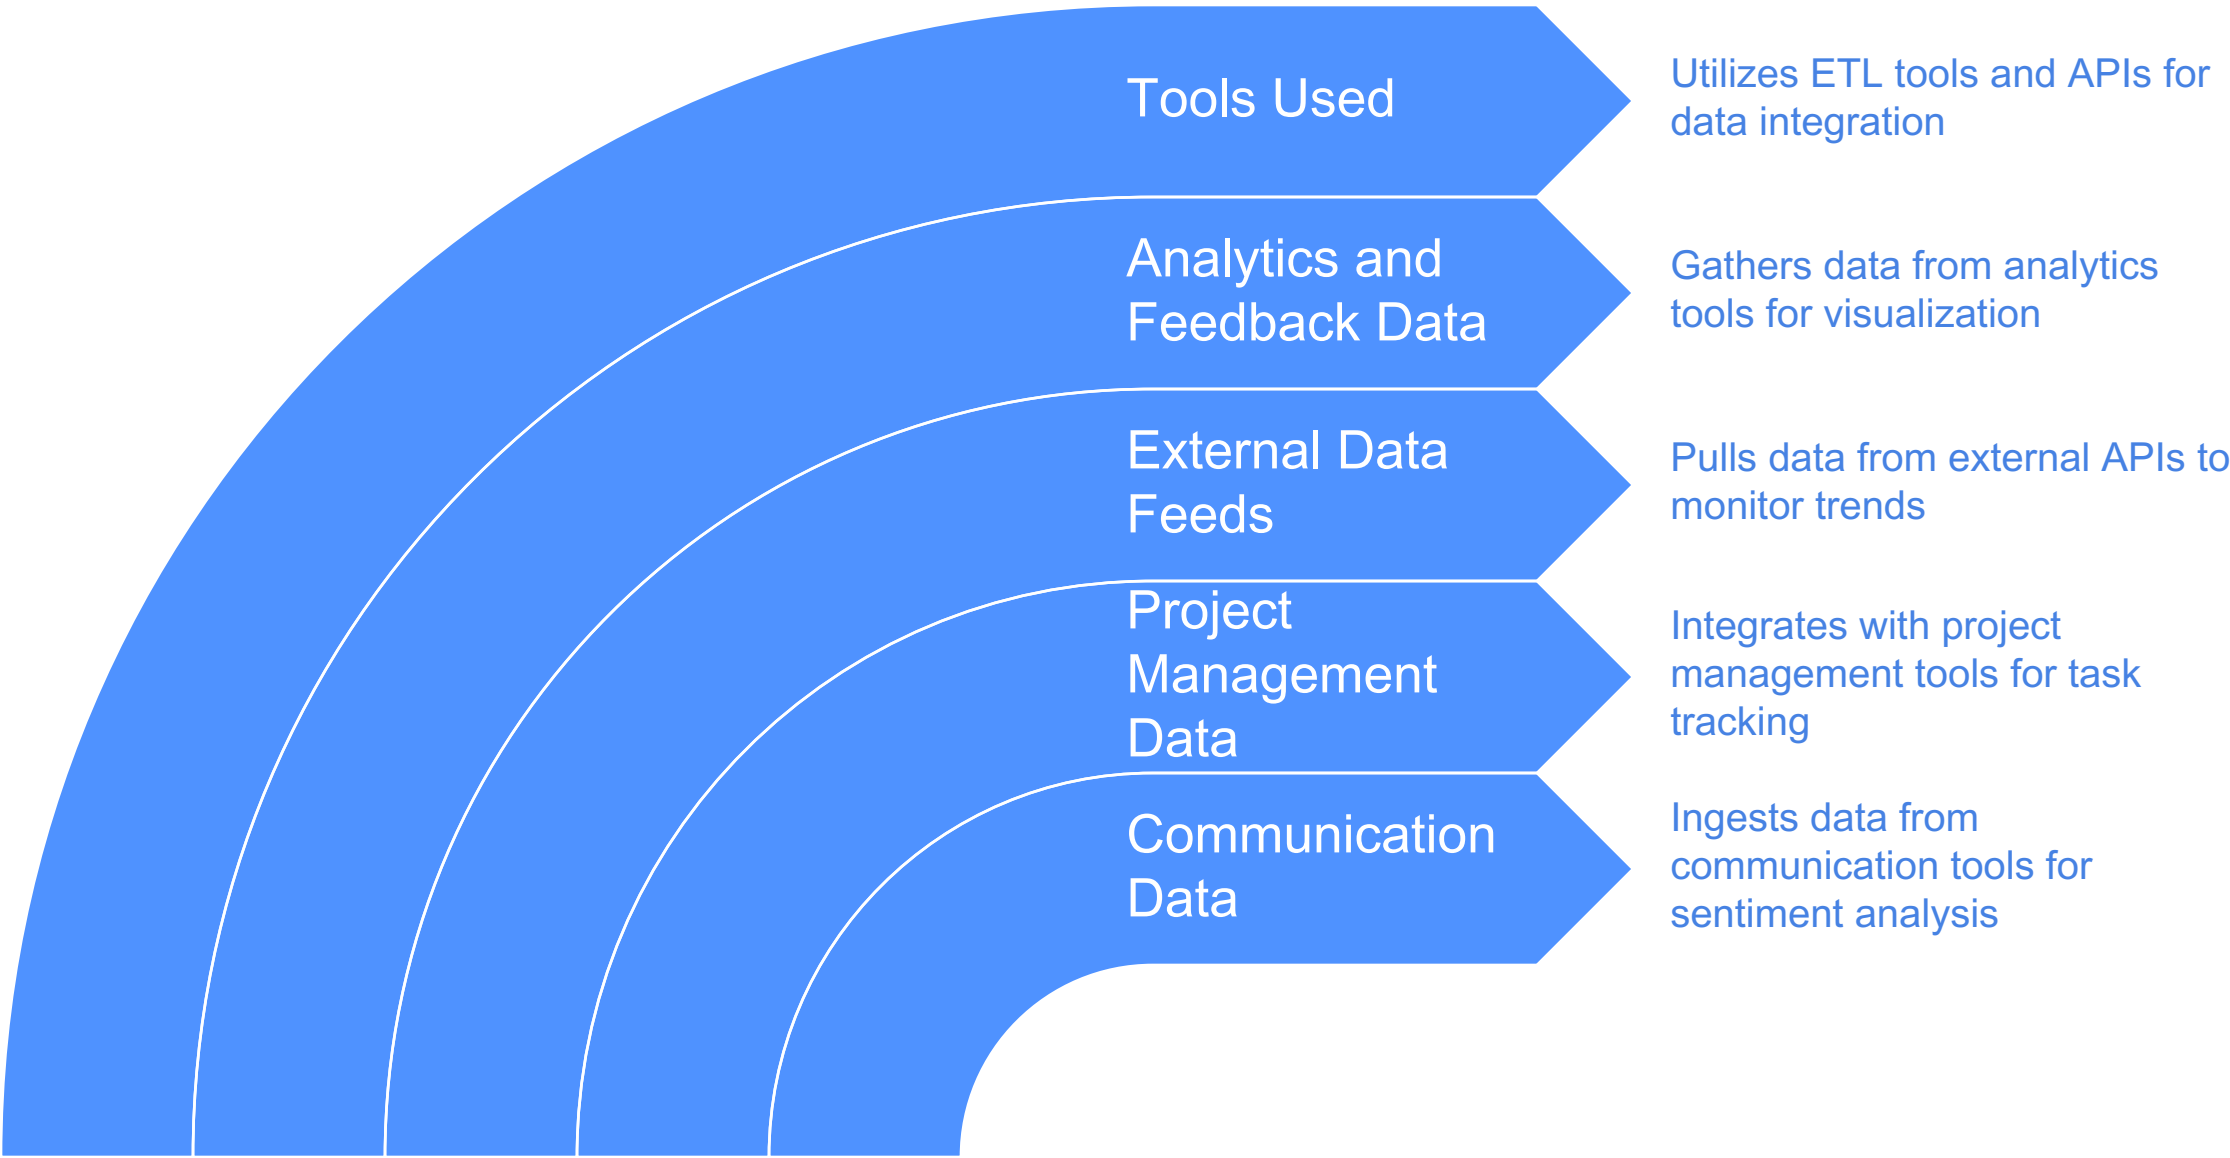 Tools Used
Utilizes ETL tools and APIs for
data integration
Analytics and
Feedback Data
Gathers data from analytics
tools for visualization
External Data
Feeds
Pulls data from external APIs to
monitor trends
Project
Management
Data
Integrates with project
management tools for task
tracking
Communication
Data
Ingests data from
communication tools for
sentiment analysis